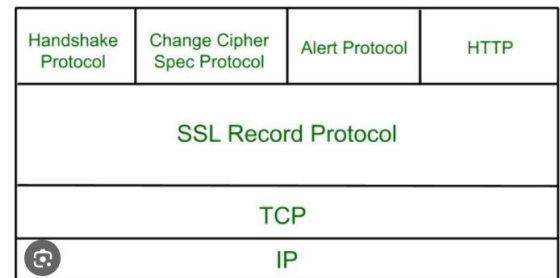 Handshake
Protocol
Change Cipher
Spec Protocol
Alert Protocol
HTTP
SSL Record Protocol
TCP
IP